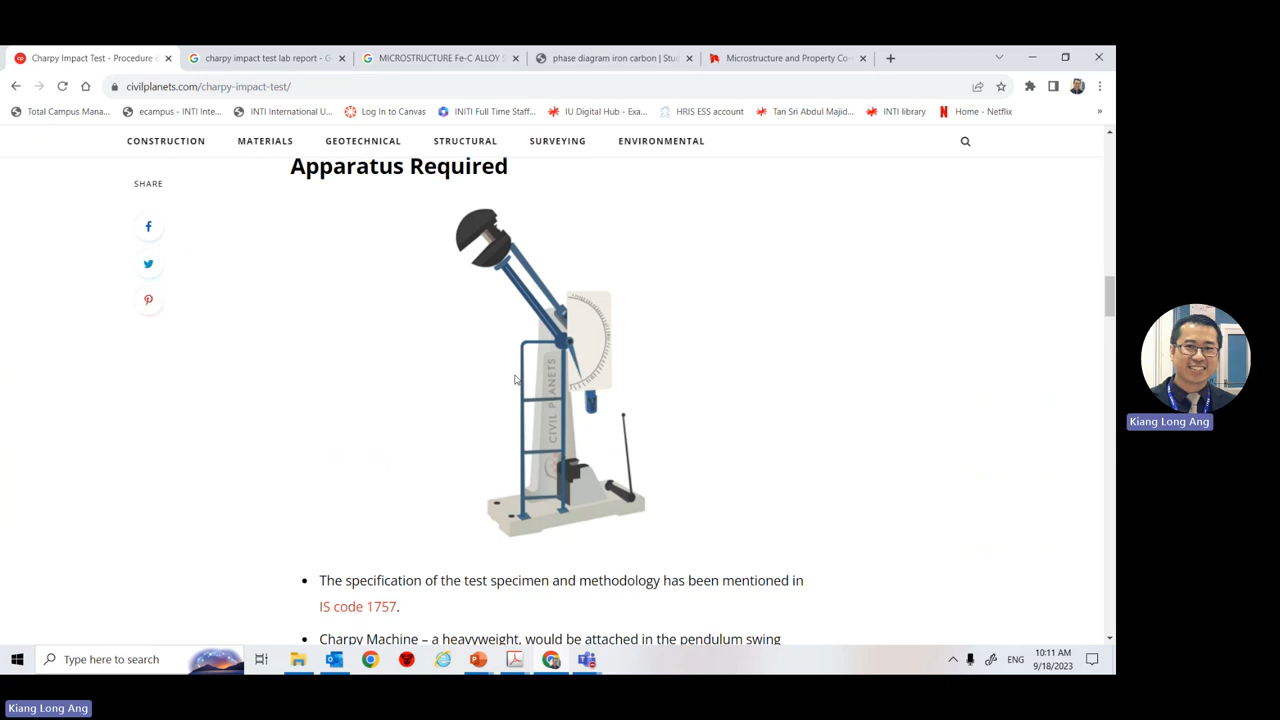 Charpy Impact Test - Procedure &
charpy impact test lab report - G
MICROSTRUCTURE Fe-C ALLOY S
phase diagram iron carbon | Stud
Microstructure and Property Co
civilplanets.com/charpy-impact-test/
Total Campus Mana...
ecampus - INTI Inte...
INTI International U...
Log In to Canvas
INITI Full Time Staff...
IU Digital Hub - Exa...
HRIS ESS account
Tan Sri Abdul Majid...
INTI library
Home - Netflix
CONSTRUCTION
MATERIALS
GEOTECHNICAL
STRUCTURAL
SURVEYING
ENVIRONMENTAL
Apparatus Required
SHARE
CIVIL PLANETS
• The specification of the test specimen and methodology has been mentioned in
IS code 1757.
• Charpy Machine – a heavyweight, would be attached in the pendulum swing
Kiang Long Ang
Type here to search
ENG
10:11 AM
9/18/2023
Kiang Long Ang